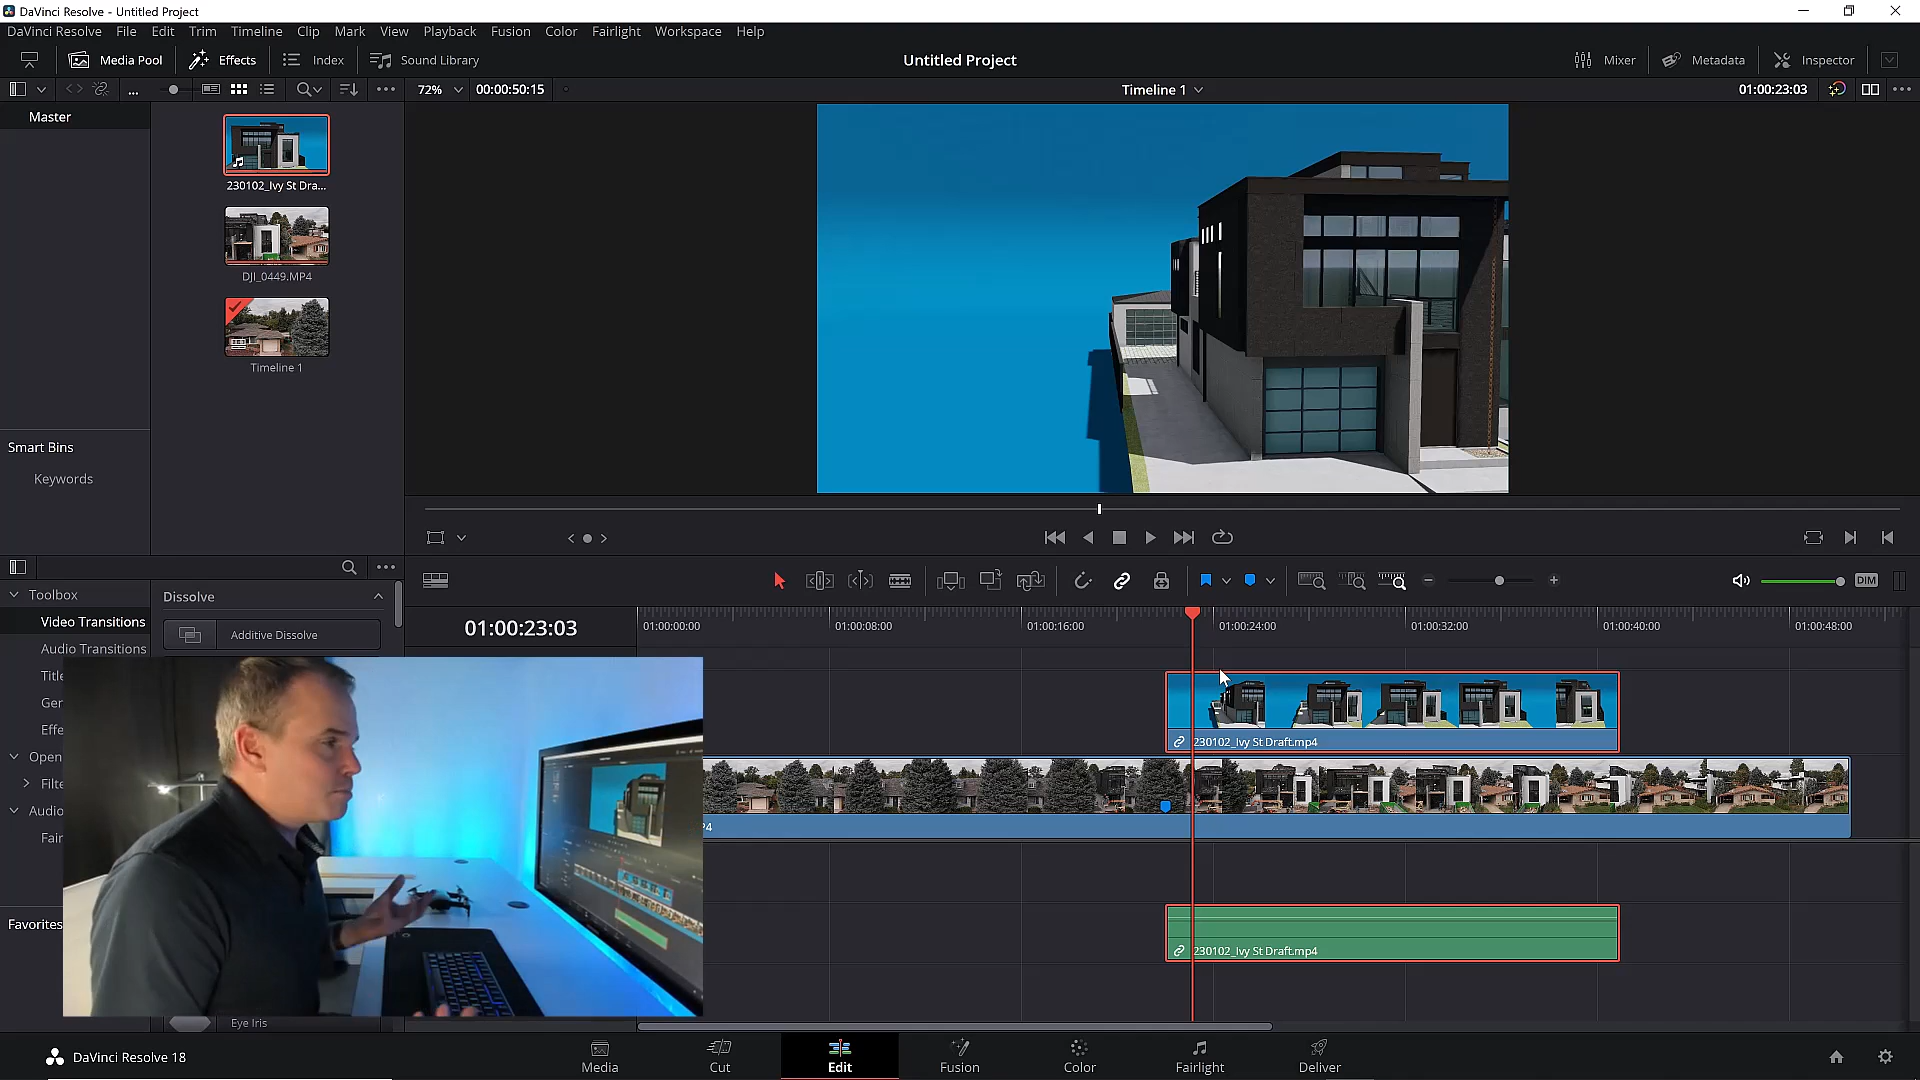 DaVinci Resolve - Untitled Project
DaVinci Resolve File Edit Trim Timeline Clip Mark View Playback Fusion Color Fairlight Workspace Help
Media Pool Effects Index Sound Library Untitled Project Mixer Metadata Inspector
72% 00:00:50:15 Timeline 1 01:00:23:03
Master
230102_Ivy St Dra...
DJI_0449.MP4
Timeline 1
Smart Bins
Keywords
Toolbox
Dissolve
Video Transitions
Additive Dissolve
Audio Transitions
Title
Ger
Effe
Open
Filte
Audio
Fair
Favorites
Eye Iris
DIM
01:00:23:03
01:00:00:00 01:00:08:00 01:00:16:00 01:00:24:00 01:00:32:00 01:00:40:00 01:00:48:00
230102_Ivy St Draft.mp4
P4
230102_Ivy St Draft.mp4
DaVinci Resolve 18
Media Cut Edit Fusion Color Fairlight Deliver